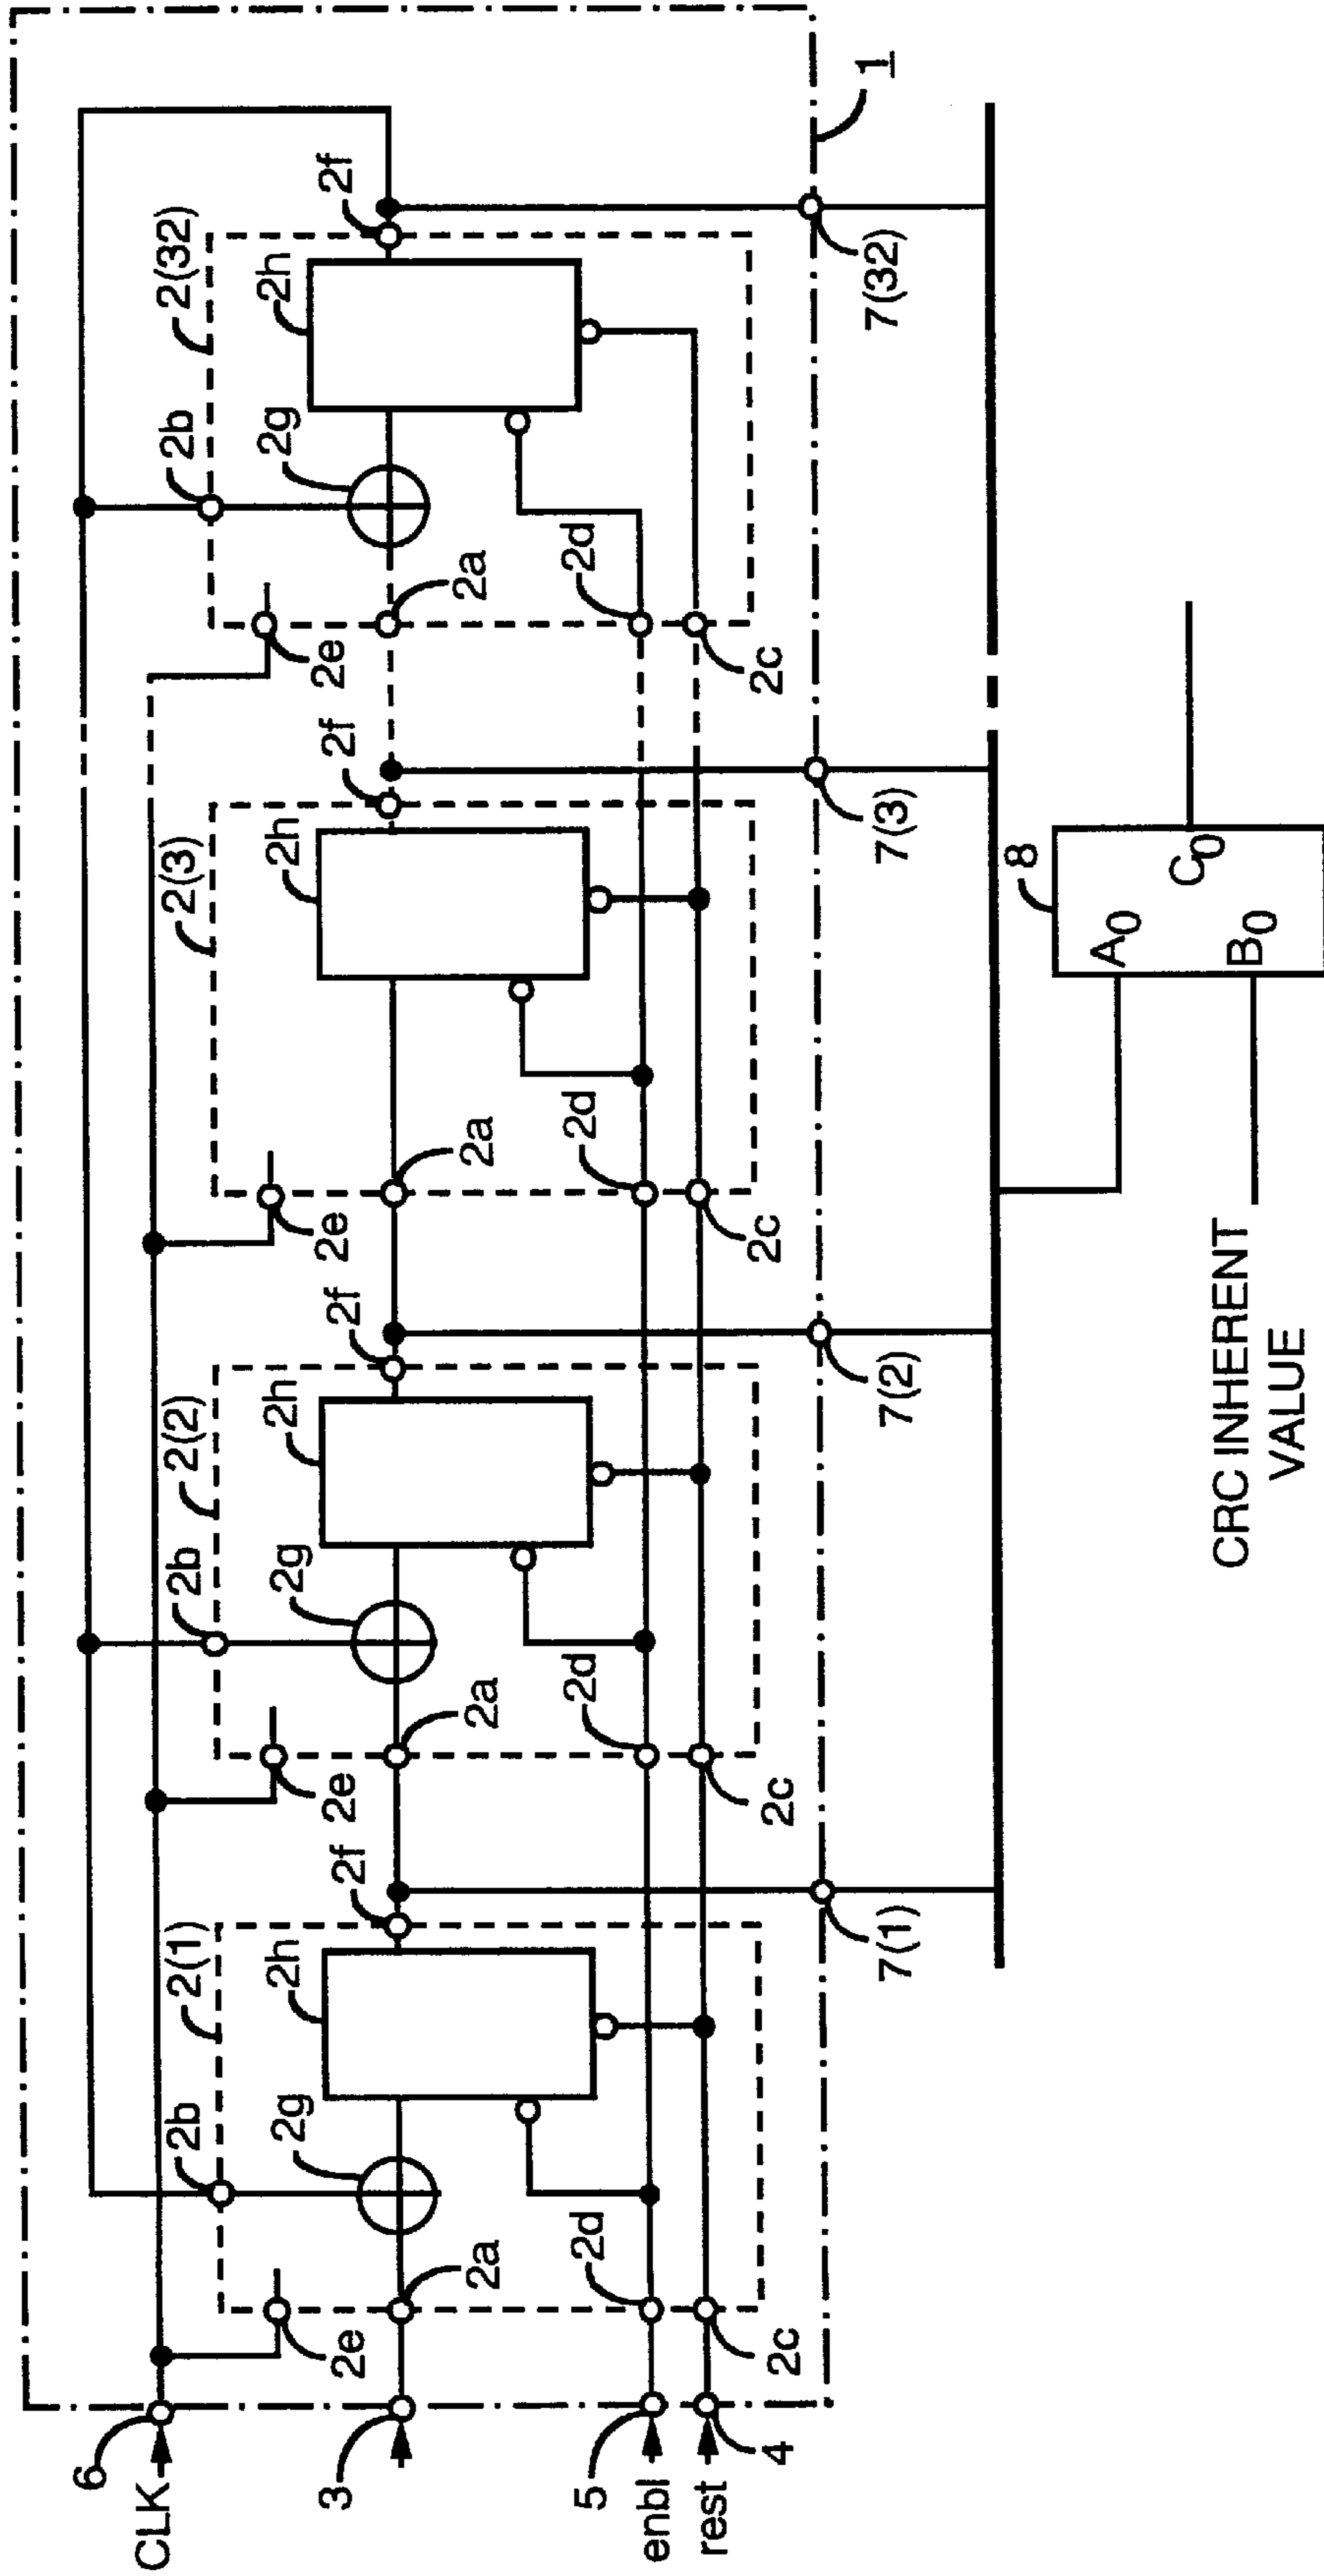 6
CLK
3
5
enbl
rest
4
2b
2(1)
2g
2h
2f
2e
2a
2d
2c
7(1)
2b
2(2)
2g
2h
2f
2e
2a
2d
2c
7(2)
2(3)
2h
2f
2e
2a
2d
2c
7(3)
2b
2(32)
2g
2h
2f
2e
2a
2d
2c
7(32)
1
8
A0
B0
C0
CRC INHERENT
VALUE